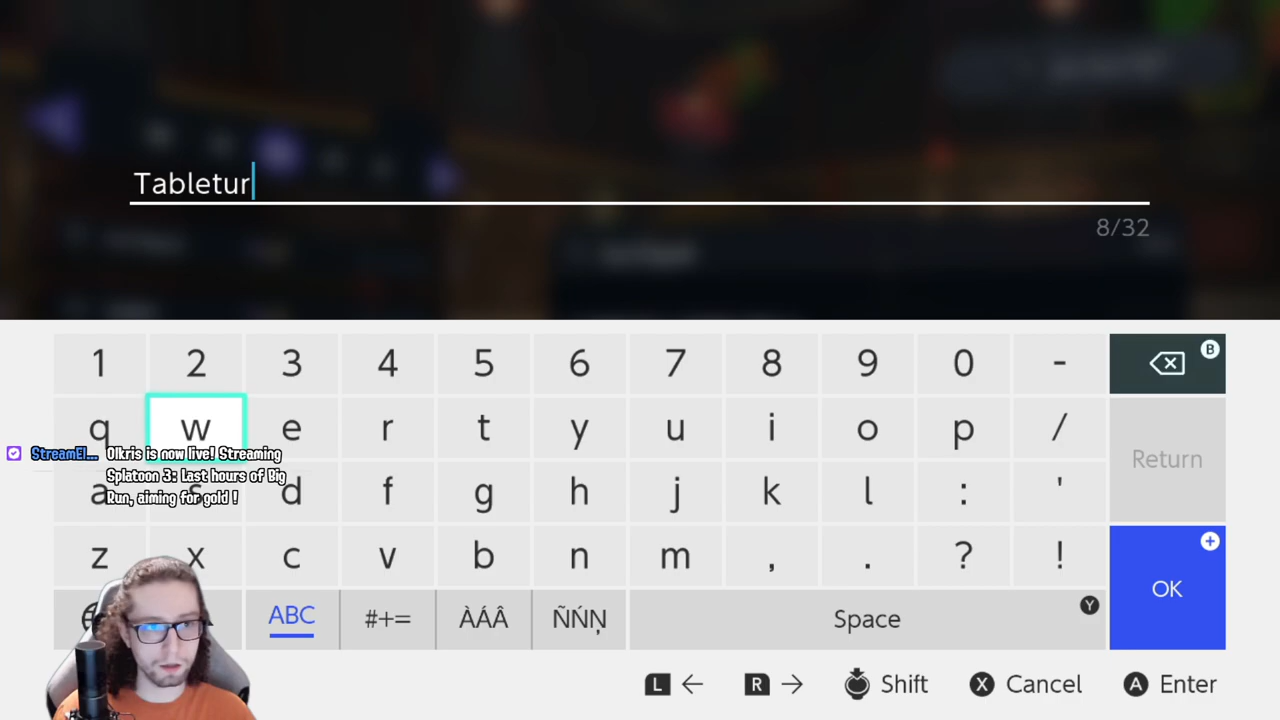 Tabletur
8/32
1 2 3 4 5 6 7 8 9 0 - B
q w e r t y u i o p /
StreamEl... Olkris is now live! Streaming
Splatoon 3: Last hours of Big
Run, aiming for gold !
a s d f g h j k l : ' Return
z x c v b n m , . ? !
ABC #+= ÀÁÂ ÑŃŅ Space Y + OK
L ← R → Shift X Cancel A Enter